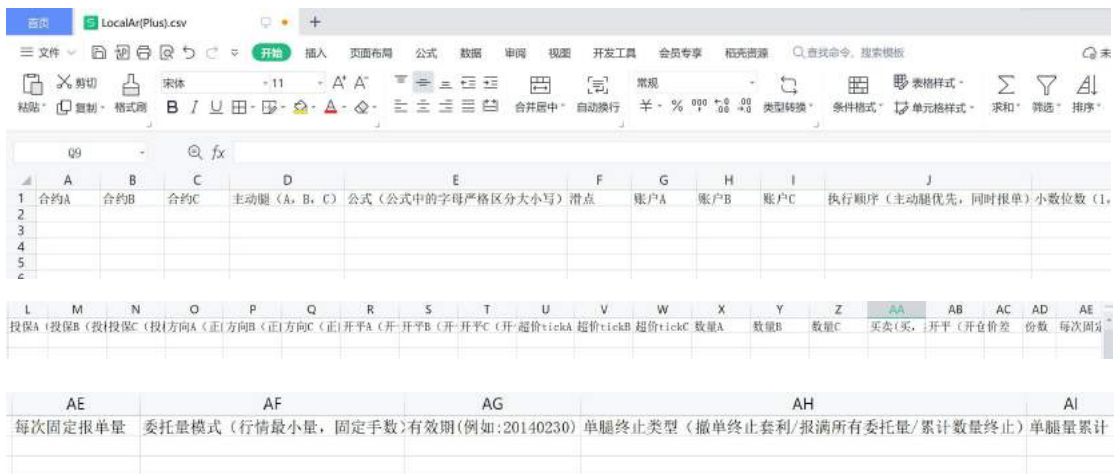 首页 S LocalAr(Plus).csv +
三 文件 开始 插入 页面布局 公式 数据 审阅 视图 开发工具 会员专享 稻壳资源 查找命令、搜索模板 未
剪切 宋体 11 A⁺ A⁻ 常规 表格样式
粘贴 复制 格式刷 B I U A 合并居中 自动换行 ¥ % 000 类型转换 条件格式 单元格样式 求和 筛选 排序
Q9 fx
A B C D E F G H I J
1 合约A 合约B 合约C 主动腿（A, B, C） 公式（公式中的字母严格区分大小写） 滑点 账户A 账户B 账户C 执行顺序（主动腿优先，同时报单） 小数位数（1,
2
3
4
5
6
L M N O P Q R S T U V W X Y Z AA AB AC AD AE
投保A（ 投保B（投 投保C（投 方向A（正 方向B（正 方向C（正 开平A（开 开平B（开 开平C（开 超价tickA 超价tickB 超价tickC 数量A 数量B 数量C 买卖(买, 开平（开仓 价差 份数 每次固定
AE AF AG AH AI
每次固定报单量 委托量模式（行情最小量，固定手数） 有效期(例如:20140230) 单腿终止类型（撤单终止套利/报满所有委托量/累计数量终止） 单腿量累计